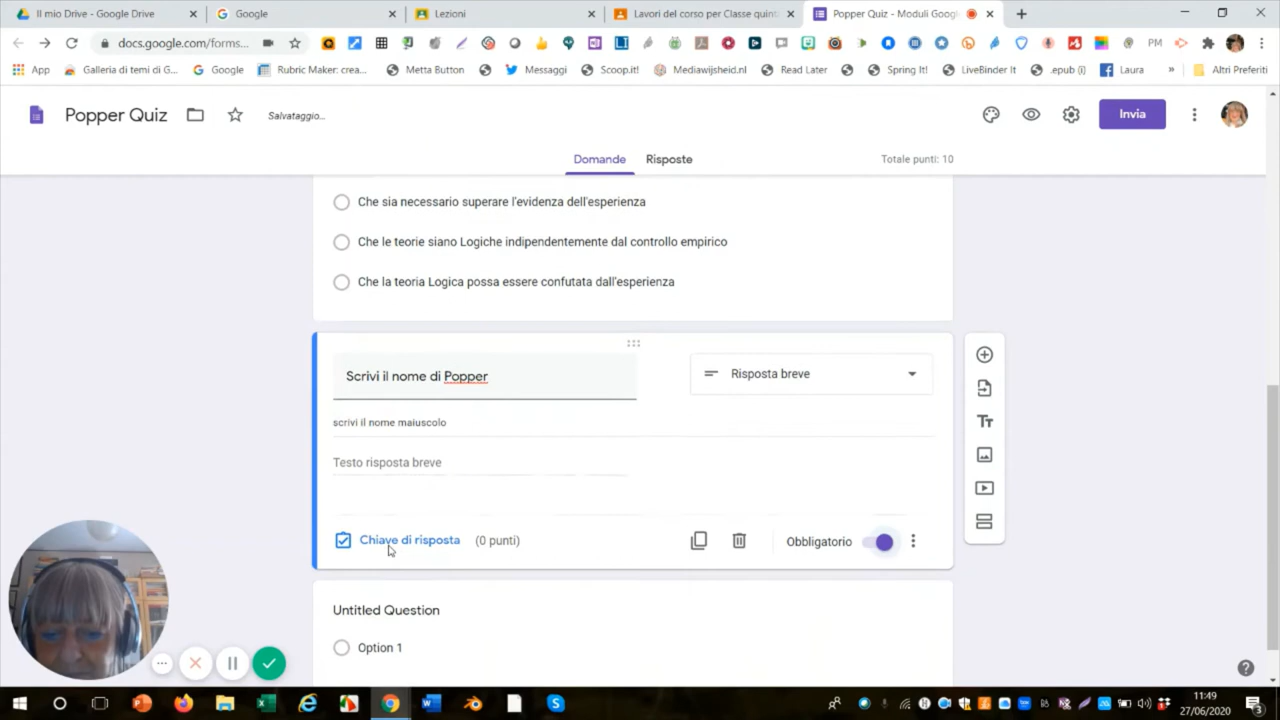 Il mio Drive - Google Drive
Google
Lezioni
Lavori del corso per Classe quint
Popper Quiz - Moduli Goog
docs.google.com/forms...
PM
App
Galleria di temi di G...
Google
Rubric Maker: crea...
Metta Button
Messaggi
Scoop.it!
Mediawijsheid.nl
Read Later
Spring It!
LiveBinder It
.epub (i)
Laura
»
Altri Preferiti
Popper Quiz
Salvataggio...
Invia
Domande
Risposte
Totale punti: 10
Che sia necessario superare l'evidenza dell'esperienza
Che le teorie siano Logiche indipendentemente dal controllo empirico
Che la teoria Logica possa essere confutata dall'esperienza
Scrivi il nome di Popper
Risposta breve
scrivi il nome maiuscolo
Testo risposta breve
Chiave di risposta
(0 punti)
Obbligatorio
Untitled Question
Option 1
11:49
27/06/2020